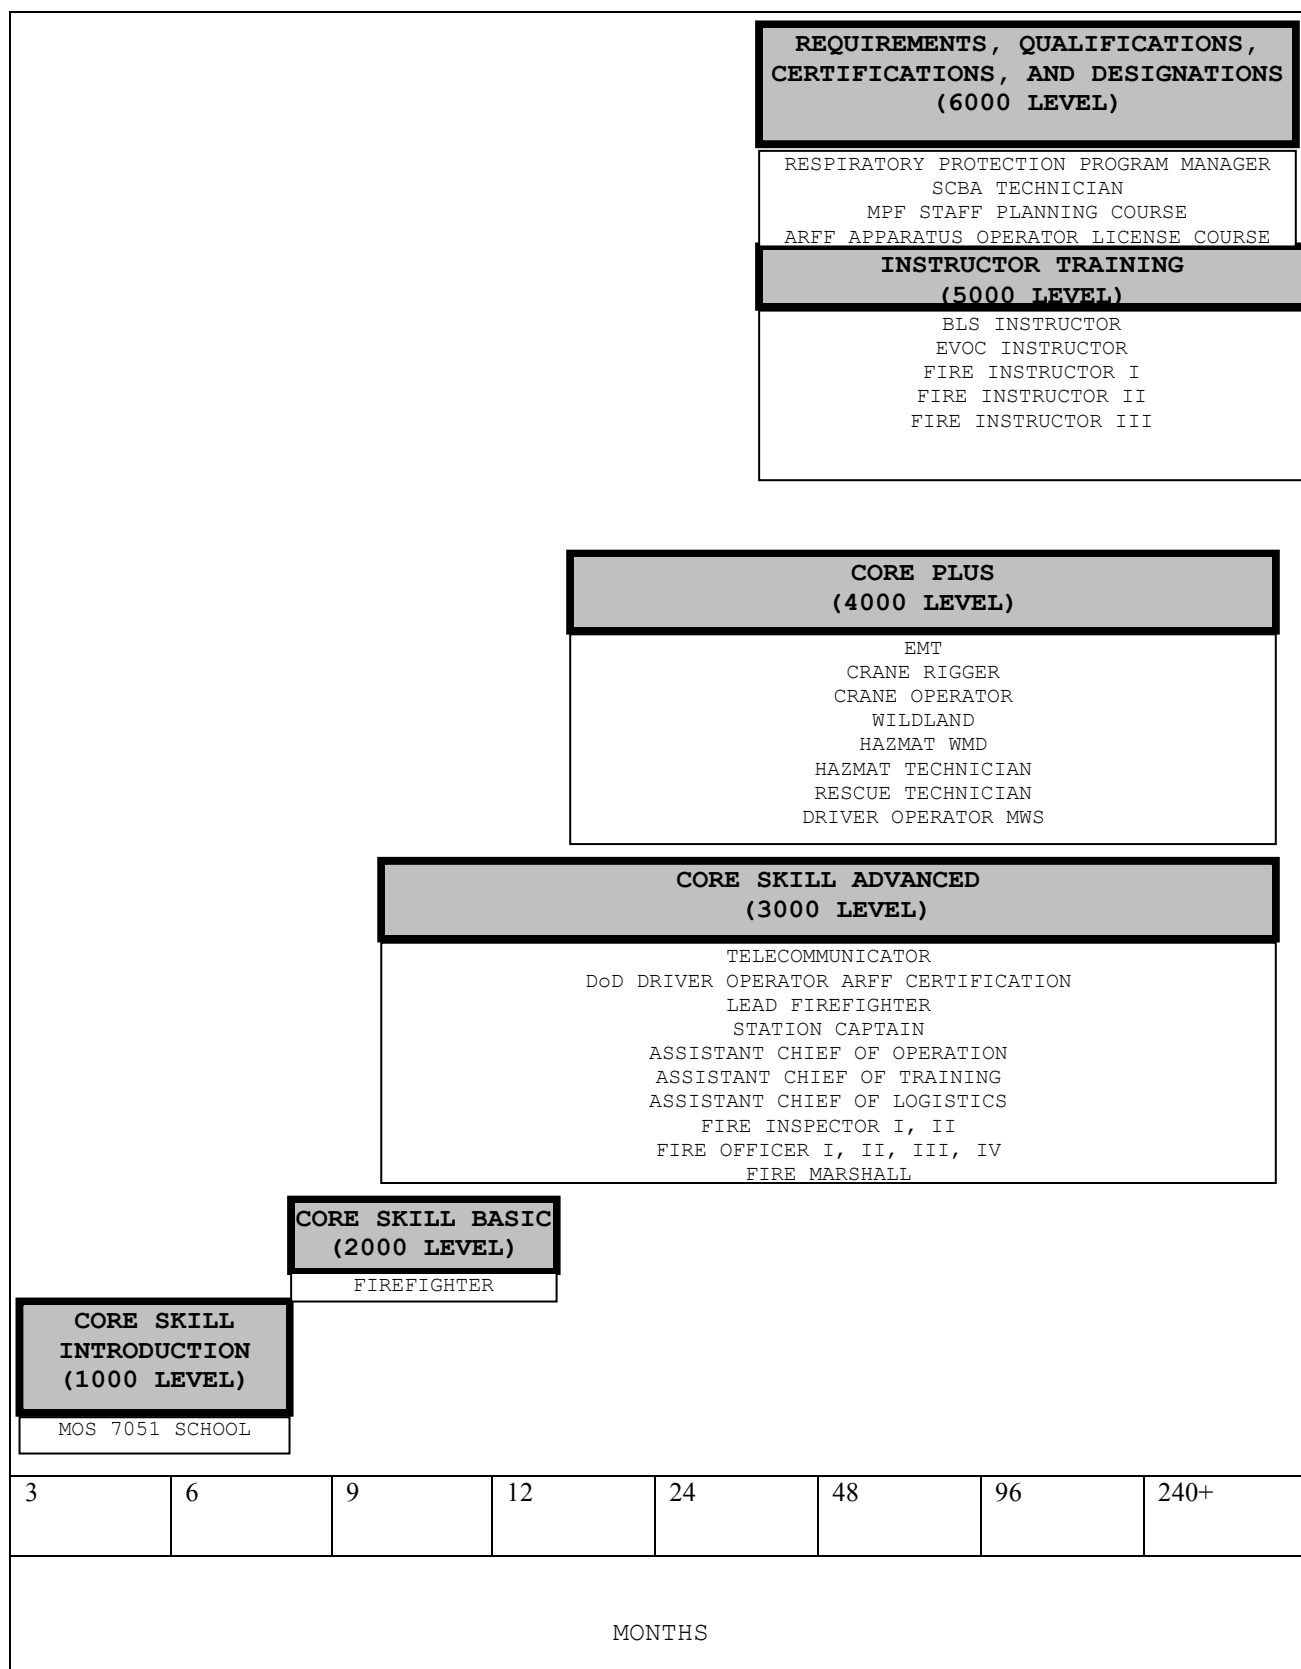 REQUIREMENTS, QUALIFICATIONS,
CERTIFICATIONS, AND DESIGNATIONS
(6000 LEVEL)
RESPIRATORY PROTECTION PROGRAM MANAGER
SCBA TECHNICIAN
MPF STAFF PLANNING COURSE
ARFF APPARATUS OPERATOR LICENSE COURSE
INSTRUCTOR TRAINING
(5000 LEVEL)
BLS INSTRUCTOR
EVOC INSTRUCTOR
FIRE INSTRUCTOR I
FIRE INSTRUCTOR II
FIRE INSTRUCTOR III
CORE PLUS
(4000 LEVEL)
EMT
CRANE RIGGER
CRANE OPERATOR
WILDLAND
HAZMAT WMD
HAZMAT TECHNICIAN
RESCUE TECHNICIAN
DRIVER OPERATOR MWS
CORE SKILL ADVANCED
(3000 LEVEL)
TELECOMMUNICATOR
DoD DRIVER OPERATOR ARFF CERTIFICATION
LEAD FIREFIGHTER
STATION CAPTAIN
ASSISTANT CHIEF OF OPERATION
ASSISTANT CHIEF OF TRAINING
ASSISTANT CHIEF OF LOGISTICS
FIRE INSPECTOR I, II
FIRE OFFICER I, II, III, IV
FIRE MARSHALL
CORE SKILL BASIC
(2000 LEVEL)
FIREFIGHTER
CORE SKILL
INTRODUCTION
(1000 LEVEL)
MOS 7051 SCHOOL
3 6 9 12 24 48 96 240+
MONTHS